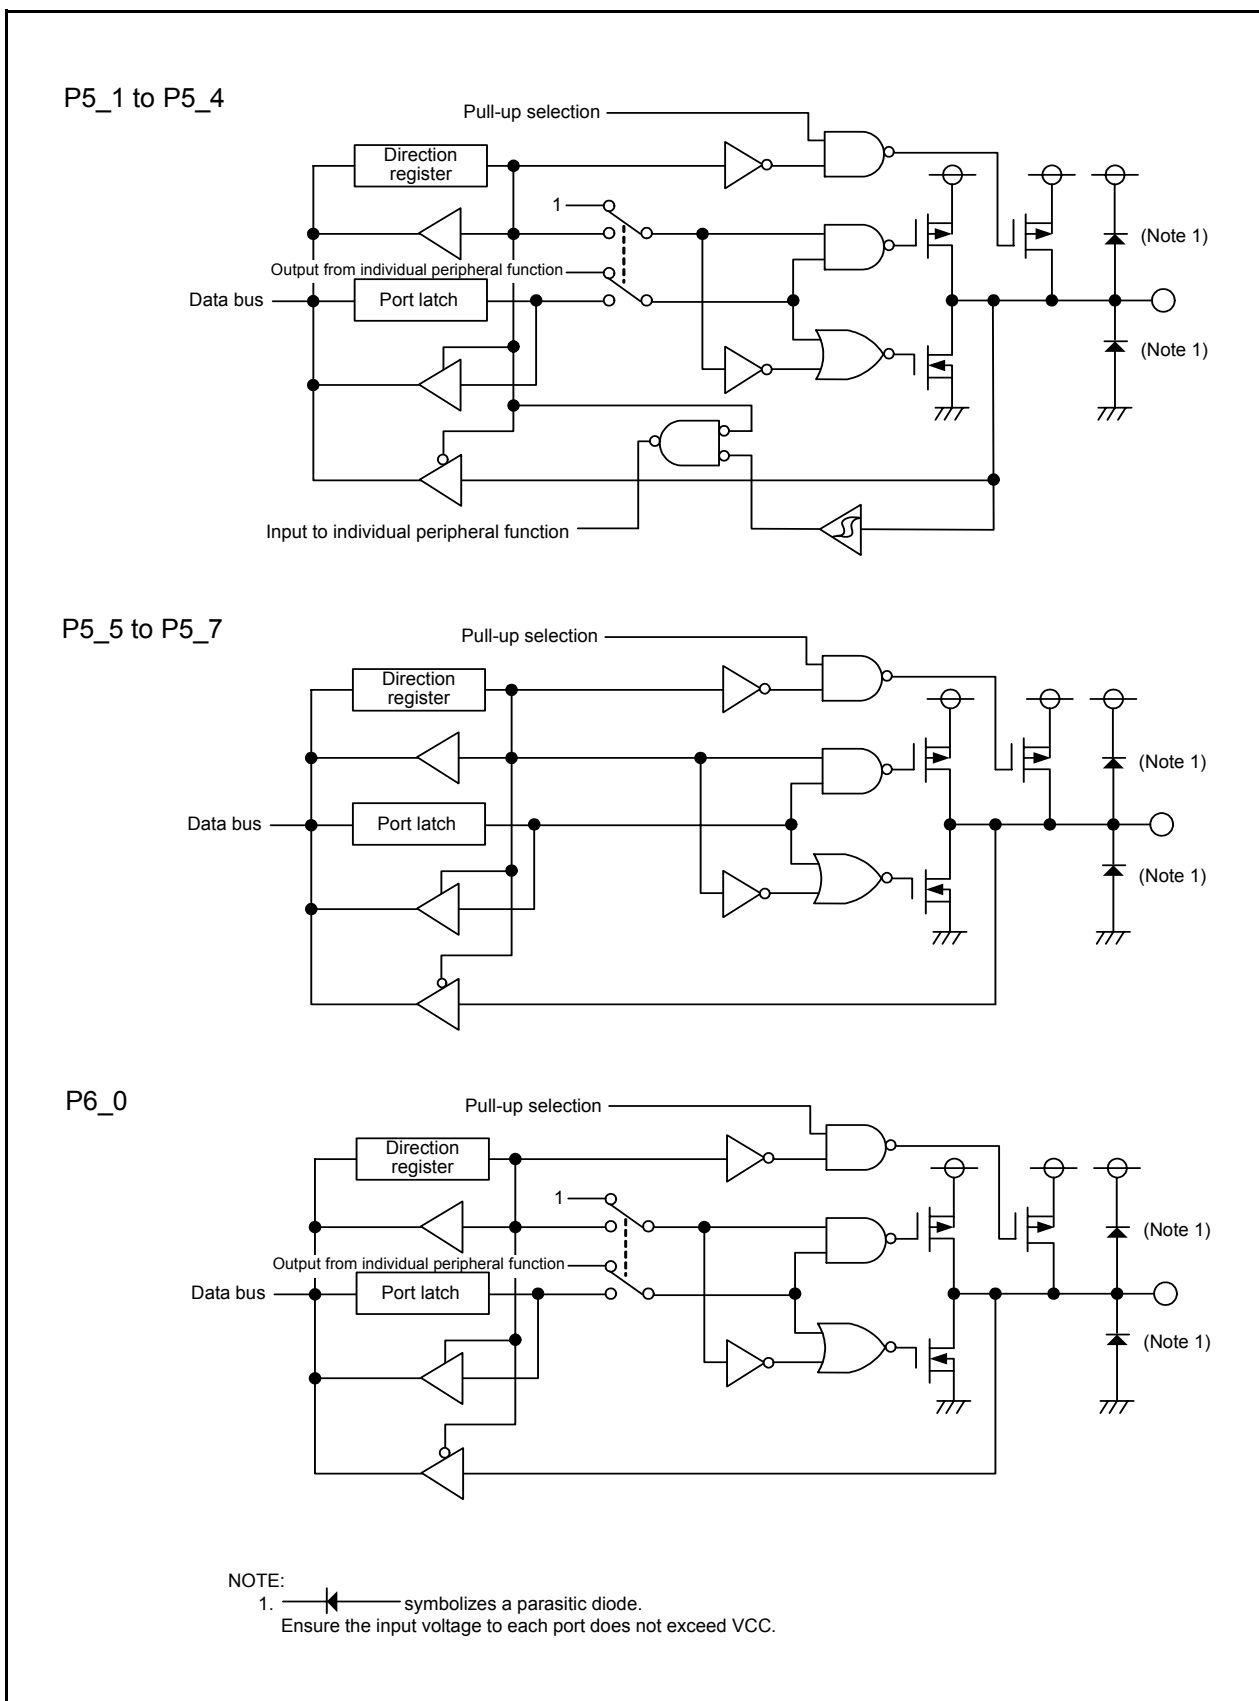 P5_1 to P5_4
Pull-up selection
Direction
register
1
(Note 1)
Output from individual peripheral function
Data bus
Port latch
(Note 1)
Input to individual peripheral function
P5_5 to P5_7
Pull-up selection
Direction
register
(Note 1)
Data bus
Port latch
(Note 1)
P6_0
Pull-up selection
Direction
register
1
(Note 1)
Output from individual peripheral function
Data bus
Port latch
(Note 1)
NOTE:
1. symbolizes a parasitic diode.
Ensure the input voltage to each port does not exceed VCC.